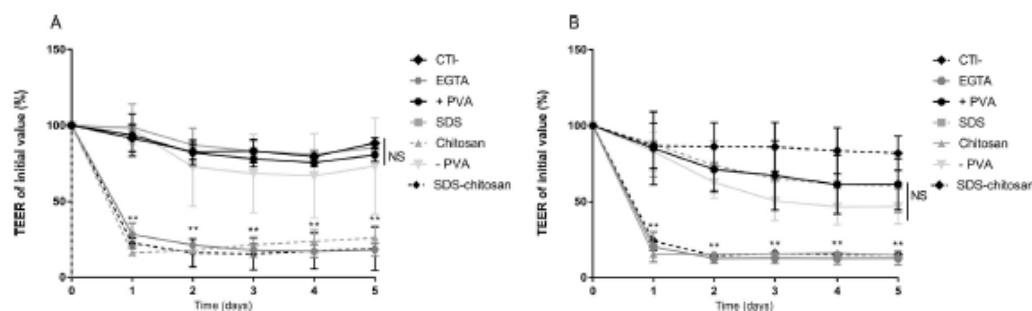 A
TEER of initial value (%)
150
100
50
0
**
**
**
**
**
NS
0
1
2
3
4
5
Time (days)
CTl-
EGTA
+ PVA
SDS
Chitosan
- PVA
SDS-chitosan
B
TEER of initial value (%)
150
100
50
0
**
**
**
**
**
NS
0
1
2
3
4
5
Time (days)
CTl-
EGTA
+ PVA
SDS
Chitosan
- PVA
SDS-chitosan